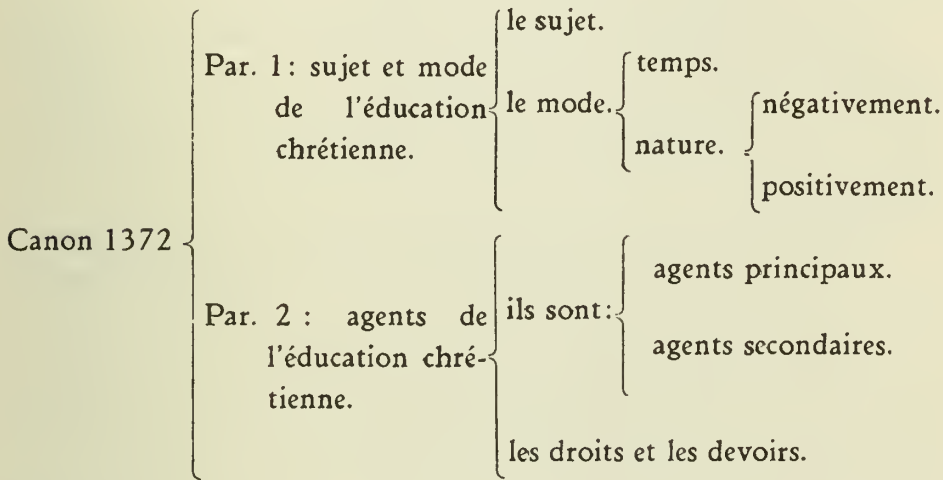 le sujet.
Par. 1 : sujet et mode
de l'éducation
chrétienne.
le mode.
temps.
nature.
négativement.
positivement.
Canon 1372
Par. 2 : agents de
l'éducation chré-
tienne.
ils sont :
agents principaux.
agents secondaires.
les droits et les devoirs.